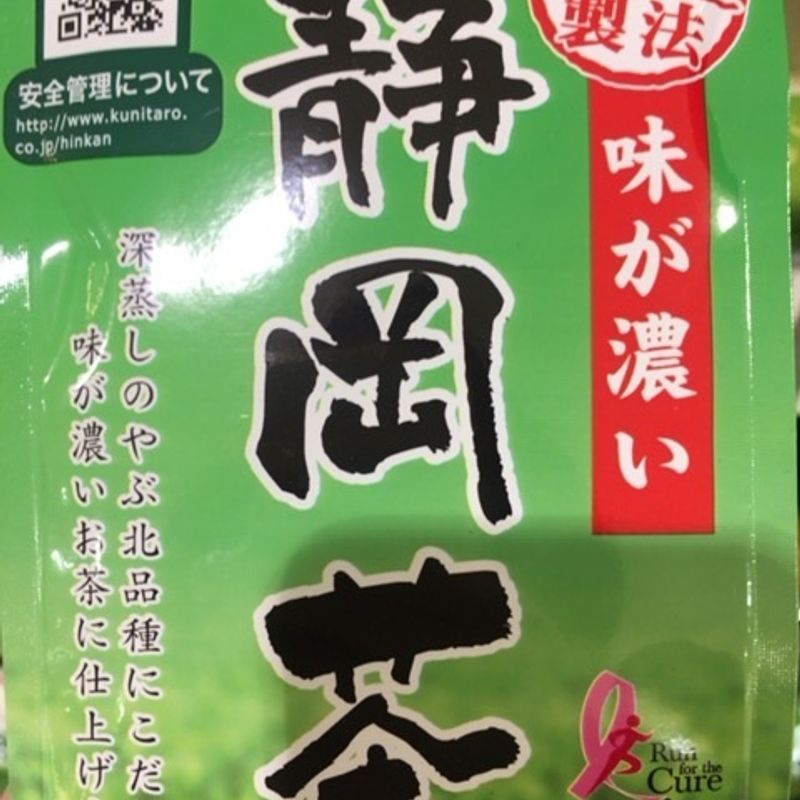 安全管理について
http://www.kunitaro.
co.jp/hinkan
製法
味が濃い
静岡茶
深蒸しのやぶ北品種にこだ
味が濃いお茶に仕上げ
Run
for the
Cure